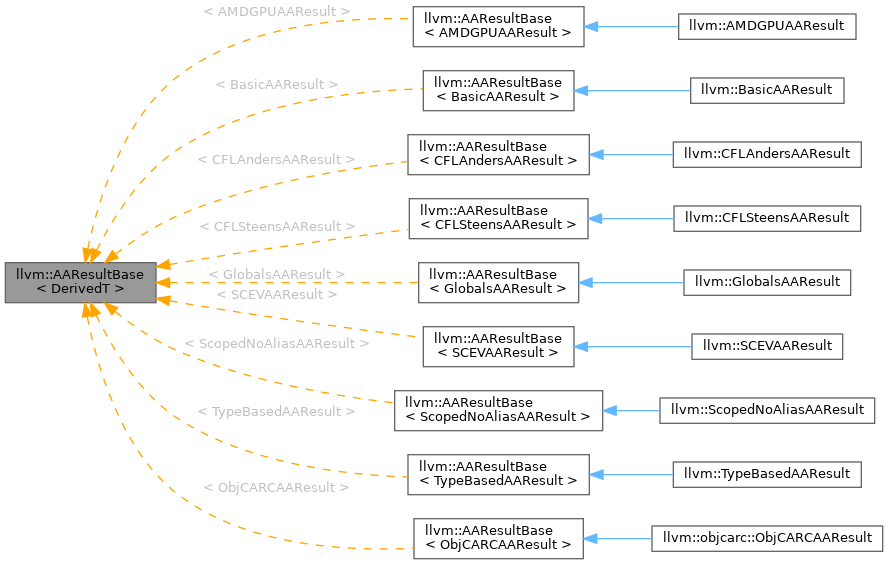 < AMDGPUAAResult >
llvm::AAResultBase
< AMDGPUAAResult >
llvm::AMDGPUAAResult
< BasicAAResult >
llvm::AAResultBase
< BasicAAResult >
llvm::BasicAAResult
< CFLAndersAAResult >
llvm::AAResultBase
< CFLAndersAAResult >
llvm::CFLAndersAAResult
< CFLSteensAAResult >
llvm::AAResultBase
< CFLSteensAAResult >
llvm::CFLSteensAAResult
llvm::AAResultBase
< DerivedT >
< GlobalsAAResult >
llvm::AAResultBase
< GlobalsAAResult >
llvm::GlobalsAAResult
< SCEVAAResult >
llvm::AAResultBase
< SCEVAAResult >
llvm::SCEVAAResult
< ScopedNoAliasAAResult >
llvm::AAResultBase
< ScopedNoAliasAAResult >
llvm::ScopedNoAliasAAResult
< TypeBasedAAResult >
llvm::AAResultBase
< TypeBasedAAResult >
llvm::TypeBasedAAResult
< ObjCARCAAResult >
llvm::AAResultBase
< ObjCARCAAResult >
llvm::objcarc::ObjCARCAAResult